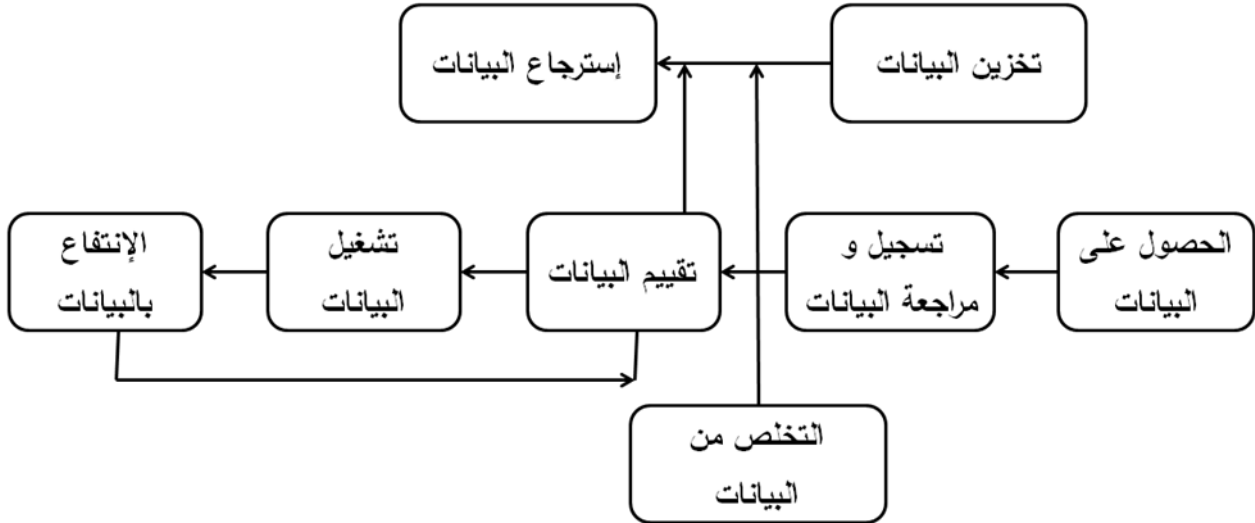 تخزين البيانات
إسترجاع البيانات
الحصول على
البيانات
تسجيل و
مراجعة البيانات
تقييم البيانات
تشغيل
البيانات
الإنتفاع
بالبيانات
التخلص من
البيانات